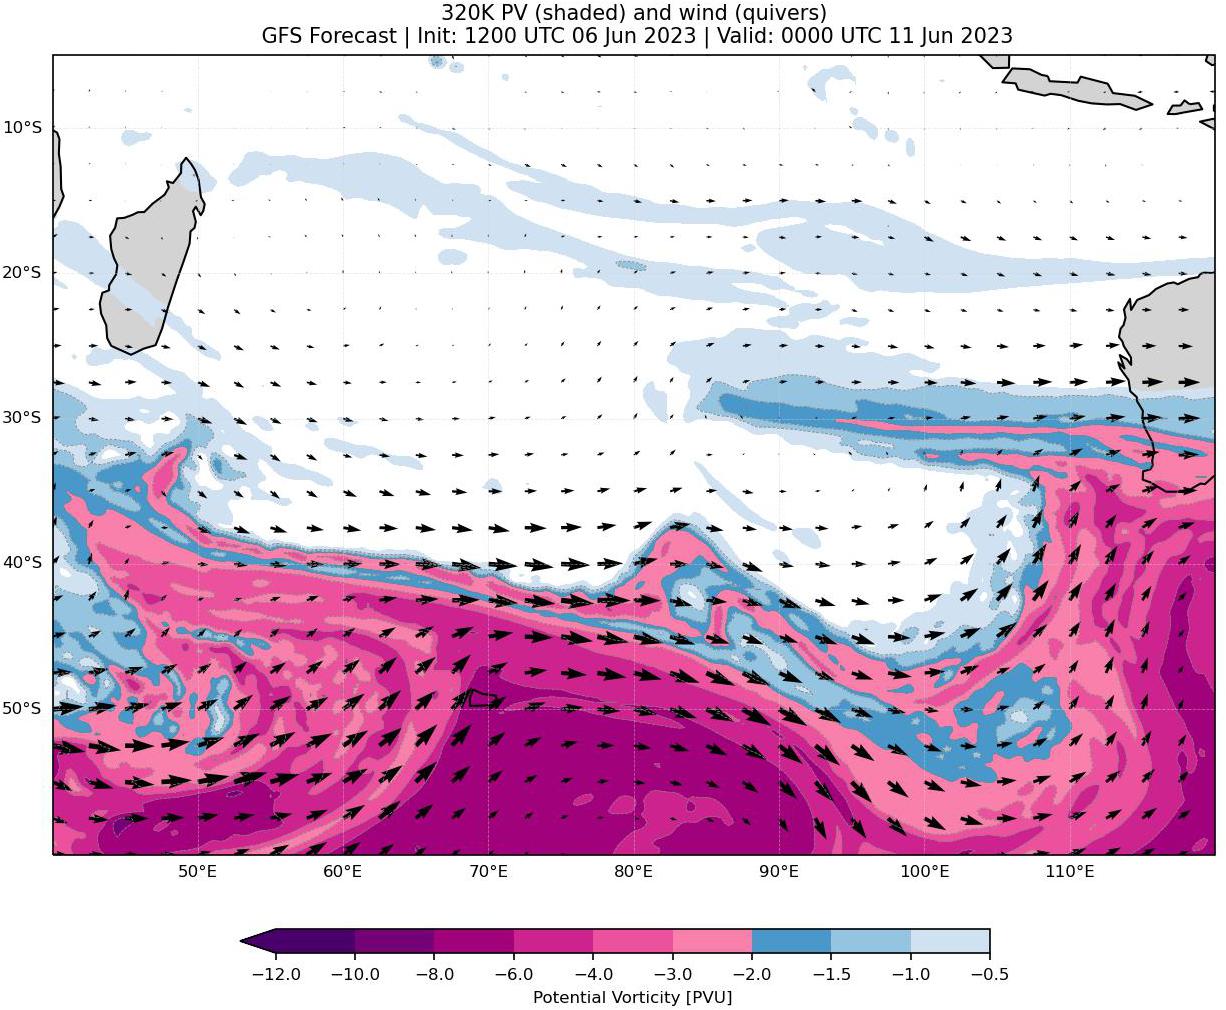 320K PV (shaded) and wind (quivers)
GFS Forecast | Init: 1200 UTC 06 Jun 2023 | Valid: 0000 UTC 11 Jun 2023
10°S
20°S
30°S
40°S
50°S
50°E 60°E 70°E 80°E 90°E 100°E 110°E
−12.0 −10.0 −8.0 −6.0 −4.0 −3.0 −2.0 −1.5 −1.0 −0.5
Potential Vorticity [PVU]